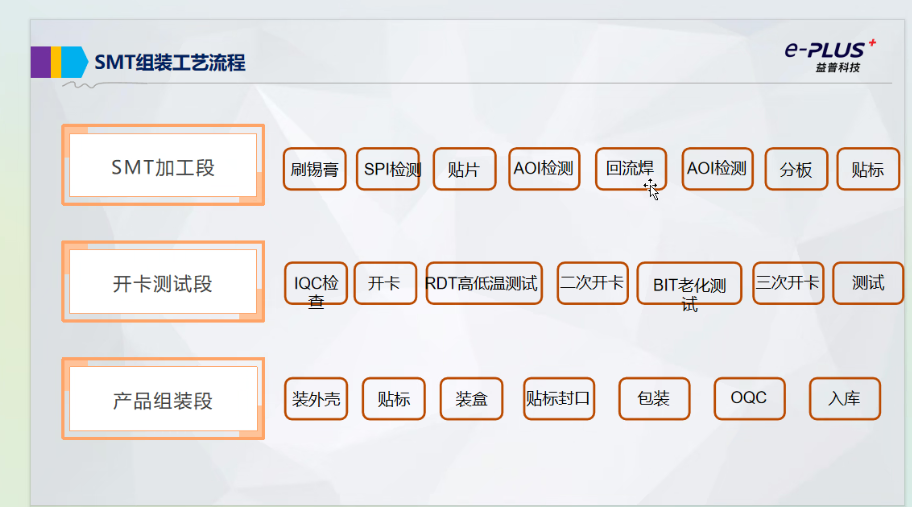 SMT组装工艺流程
e-PLUS+
益普科技
SMT加工段
刷锡膏
SPI检测
贴片
AOI检测
回流焊
AOI检测
分板
贴标
开卡测试段
IQC检
查
开卡
RDT高低温测试
二次开卡
BIT老化测
试
三次开卡
测试
产品组装段
装外壳
贴标
装盒
贴标封口
包装
OQC
入库